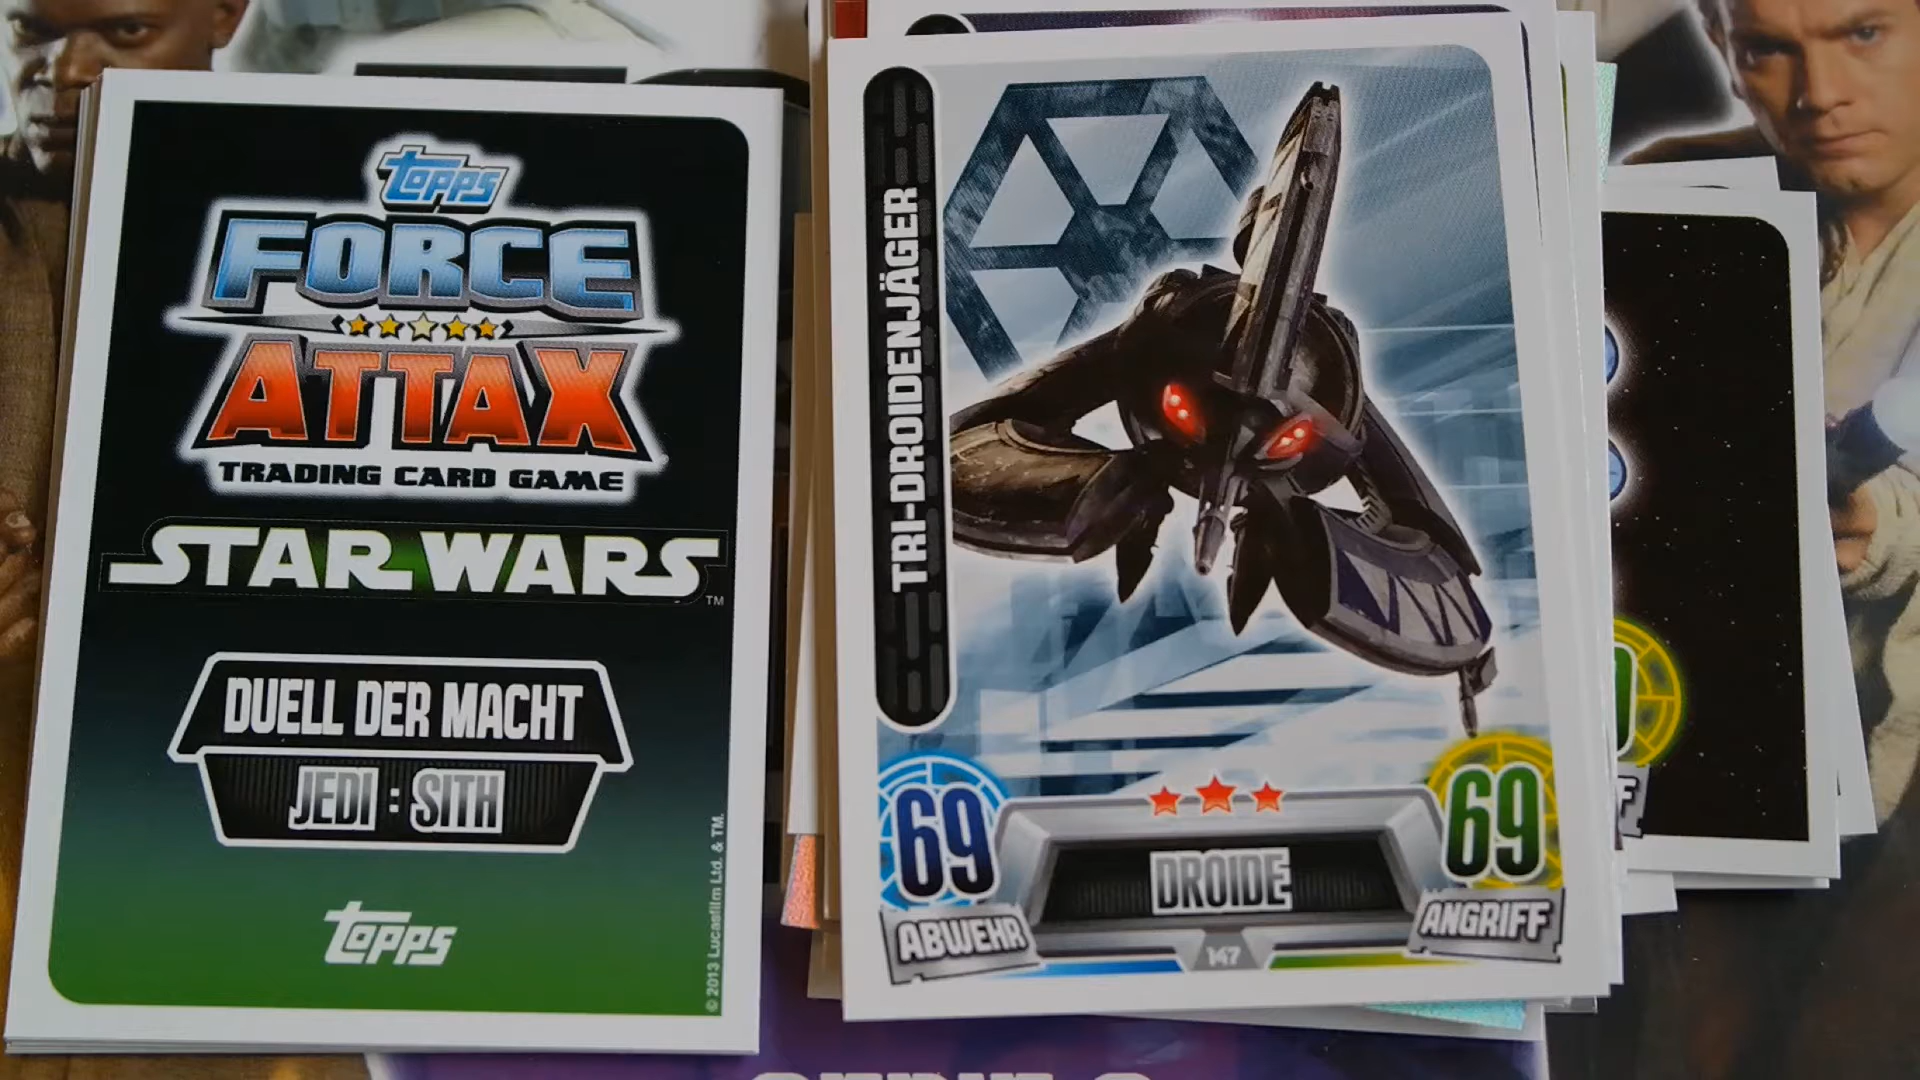 Topps
FORCE
ATTAX
TRADING CARD GAME
STAR WARS
TM
DUELL DER MACHT
JEDI : SITH
Topps
© 2013 Lucasfilm Ltd. & TM.
TRI-DROIDENJÄGER
69
ABWEHR
DROIDE
147
69
ANGRIFF